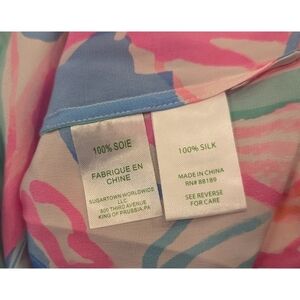 100% SOIE
FABRIQUE EN
CHINE
SUGARTOWN WORLDWIDE
LLC
800 THIRD AVENUE
KING OF PRUSSIA,PA
100% SILK
MADE IN CHINA
RN# 88189
SEE REVERSE
FOR CARE